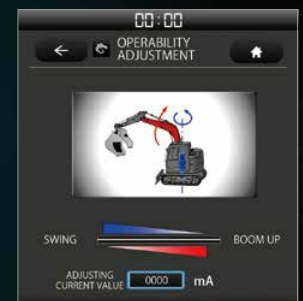 00:00
OPERABILITY
ADJUSTMENT
SWING
BOOM UP
ADJUSTING
CURRENT VALUE
0000
mA